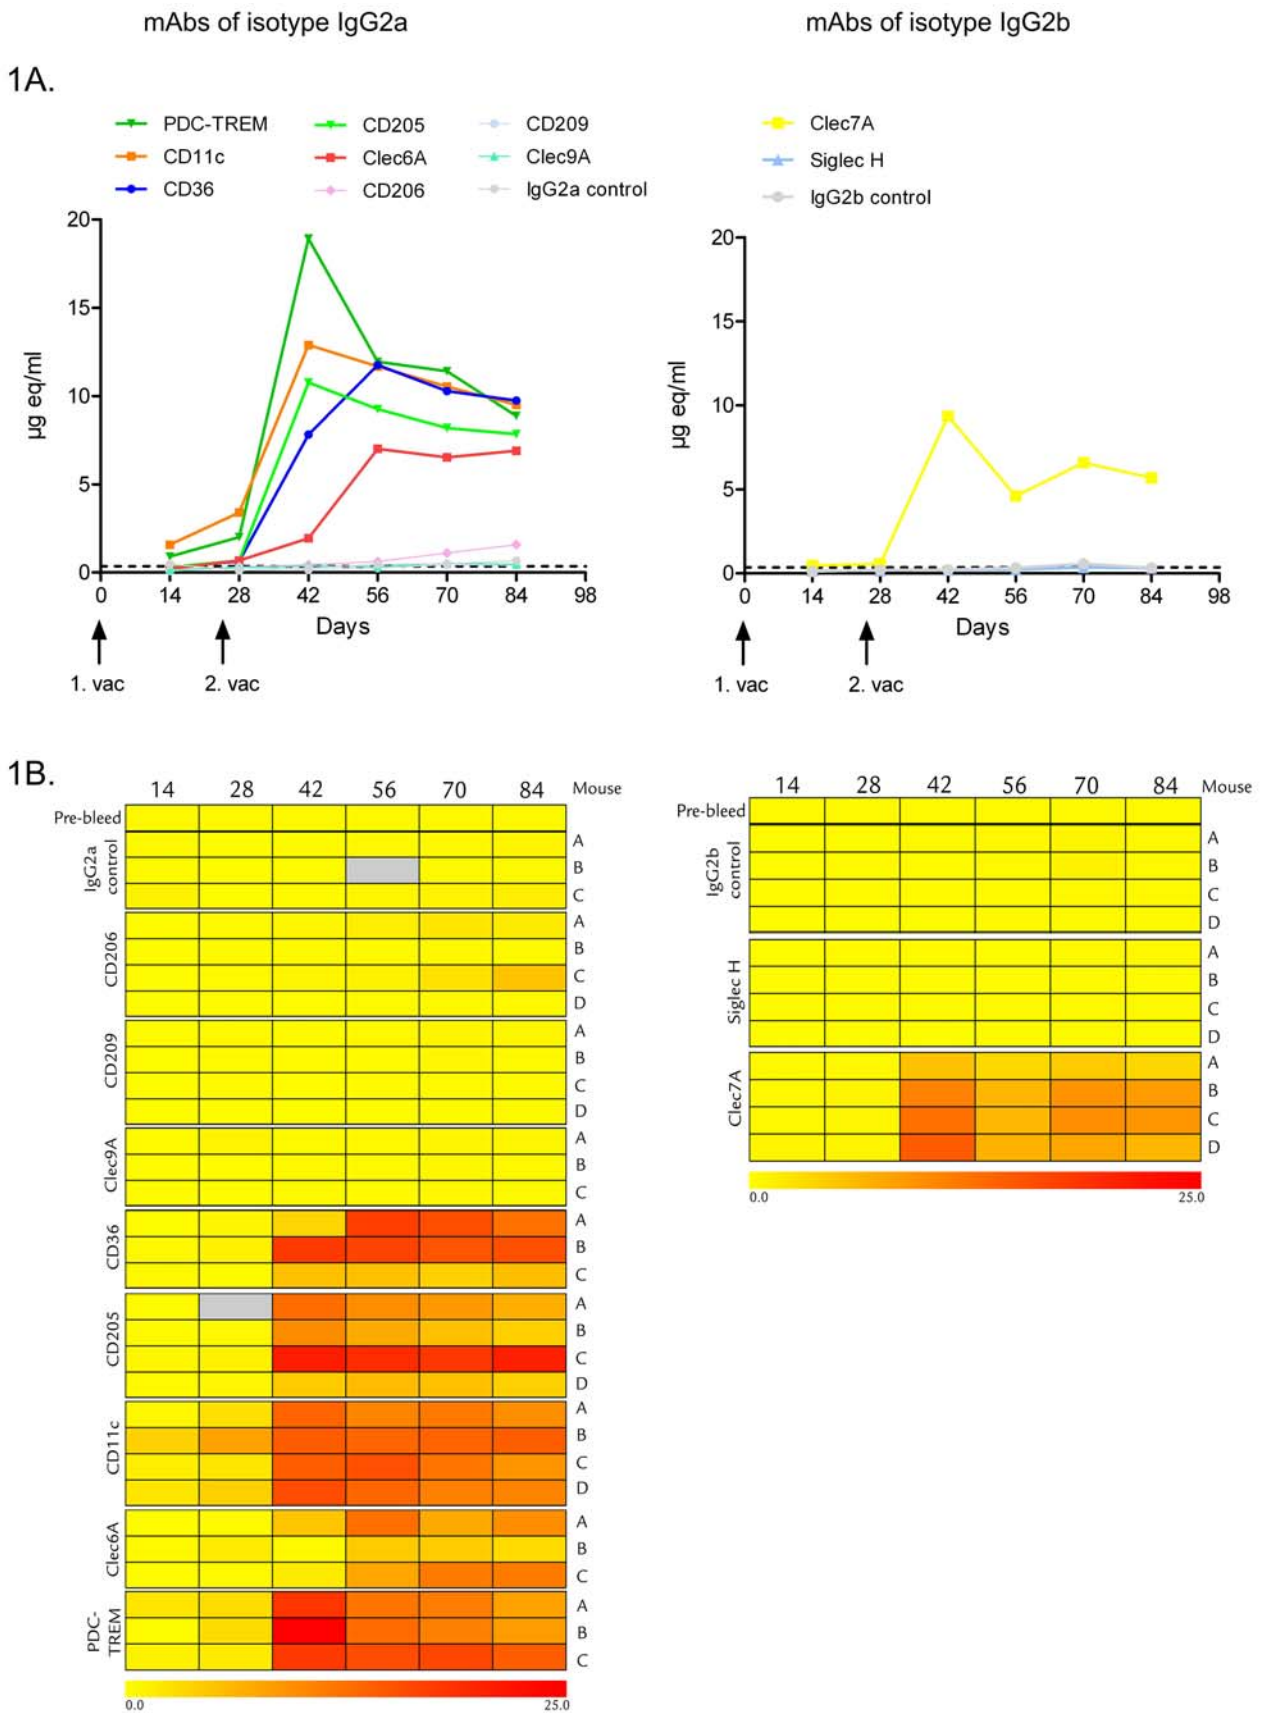 mAbs of isotype IgG2a
mAbs of isotype IgG2b
1A.
PDC-TREM
CD205
CD209
CD11c
Clec6A
Clec9A
CD36
CD206
IgG2a control
20
15
10
5
0
µg eq/ml
0 14 28 42 56 70 84 98
Days
1. vac
2. vac
Clec7A
Siglec H
IgG2b control
20
15
10
5
0
µg eq/ml
0 14 28 42 56 70 84 98
Days
1. vac
2. vac
1B.
14 28 42 56 70 84 Mouse
Pre-bleed
IgG2a
control
A
B
C
CD206
A
B
C
D
CD209
A
B
C
D
Clec9A
A
B
C
CD36
A
B
C
CD205
A
B
C
D
CD11c
A
B
C
D
Clec6A
A
B
C
PDC-
TREM
A
B
C
0.0 25.0
14 28 42 56 70 84 Mouse
Pre-bleed
IgG2b
control
A
B
C
D
Siglec H
A
B
C
D
Clec7A
A
B
C
D
0.0 25.0